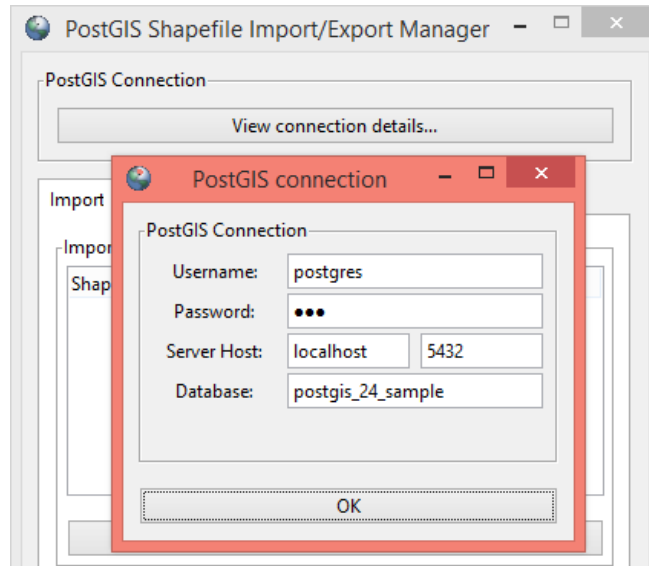 PostGIS Shapefile Import/Export Manager
PostGIS Connection
View connection details...
PostGIS connection
Import
PostGIS Connection
Impor
Username: postgres
Shap
Password: ●●●
Server Host: localhost 5432
Database: postgis_24_sample
OK